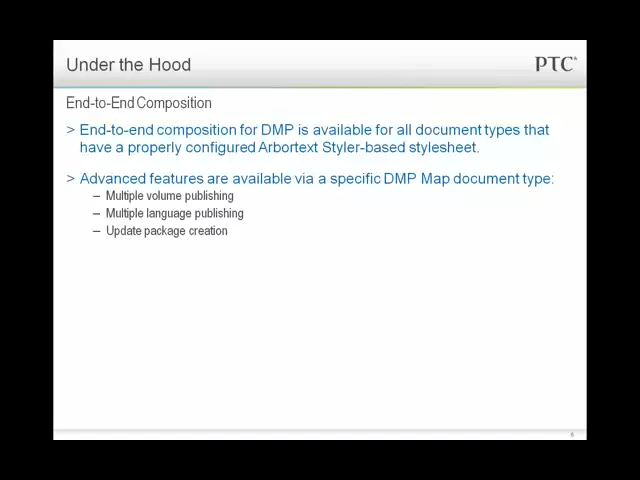 Under the Hood
PTC
End-to-End Composition
> End-to-end composition for DMP is available for all document types that
have a properly configured Arbortext Styler-based stylesheet.
> Advanced features are available via a specific DMP Map document type:
– Multiple volume publishing
– Multiple language publishing
– Update package creation